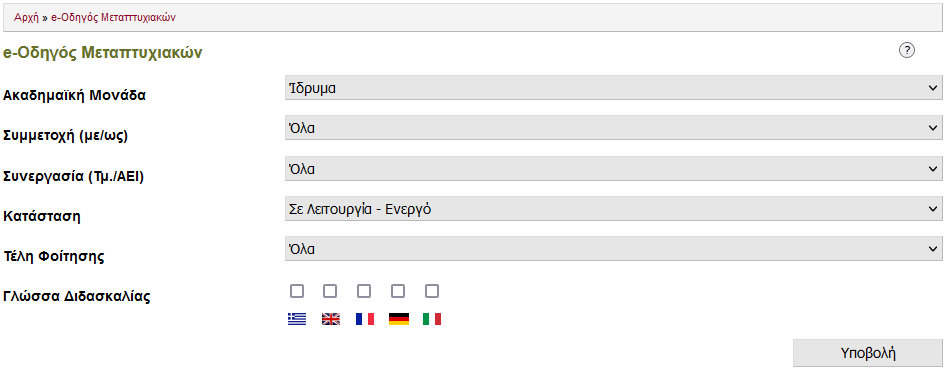 Αρχή » e-Οδηγός Μεταπτυχιακών
e-Οδηγός Μεταπτυχιακών ?
Ακαδημαϊκή Μονάδα Ίδρυμα
Συμμετοχή (με/ως) Όλα
Συνεργασία (Τμ./ΑΕΙ) Όλα
Κατάσταση Σε Λειτουργία - Ενεργό
Τέλη Φοίτησης Όλα
Γλώσσα Διδασκαλίας
Υποβολή